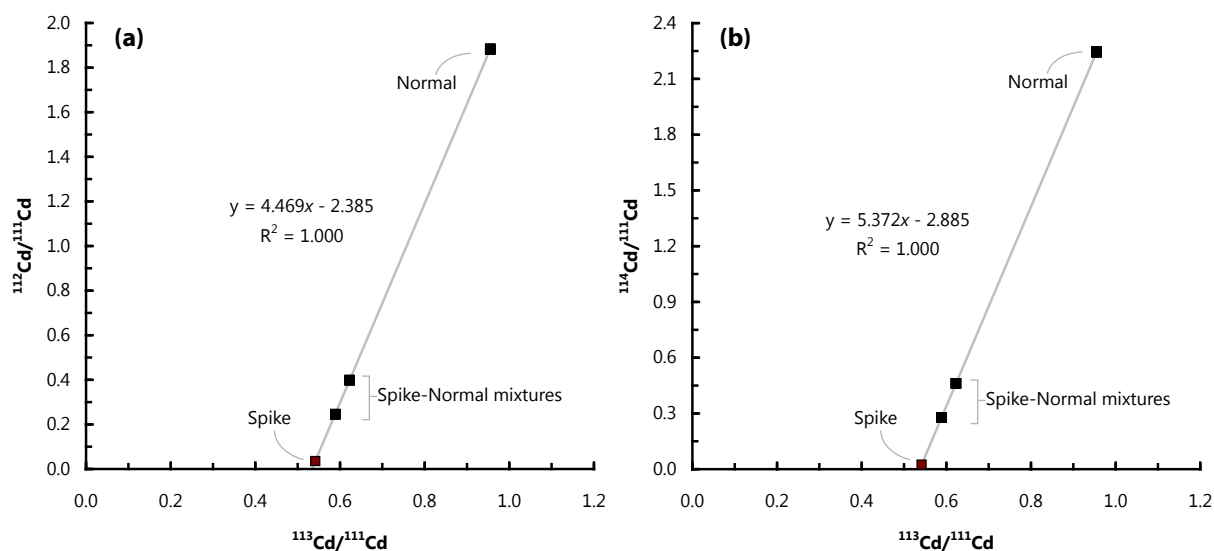 (a)
2.0
1.8
1.6
1.4
1.2
1.0
0.8
0.6
0.4
0.2
0.0
¹¹²Cd/¹¹¹Cd
Normal
y = 4.469x - 2.385
R² = 1.000
Spike-Normal mixtures
Spike
0.0 0.2 0.4 0.6 0.8 1.0 1.2
¹¹³Cd/¹¹¹Cd
(b)
2.4
2.1
1.8
1.5
1.2
0.9
0.6
0.3
0.0
¹¹⁴Cd/¹¹¹Cd
Normal
y = 5.372x - 2.885
R² = 1.000
Spike-Normal mixtures
Spike
0.0 0.2 0.4 0.6 0.8 1.0 1.2
¹¹³Cd/¹¹¹Cd